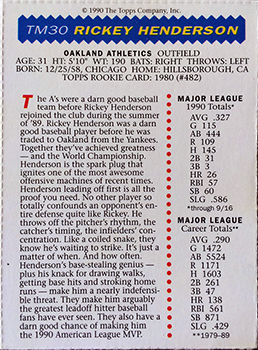 © 1990 The Topps Company, Inc.
TM30 RICKEY HENDERSON
OAKLAND ATHLETICS OUTFIELD
AGE: 31 HT: 5'10" WT: 190 BATS: RIGHT THROWS: LEFT
BORN: 12/25/58, CHICAGO HOME: HILLSBOROUGH, CA
TOPPS ROOKIE CARD: 1980 (#482)
The A's were a darn good baseball
team before Rickey Henderson
rejoined the club during the summer
of '89. Rickey Henderson was a darn
good baseball player before he was
traded to Oakland from the Yankees.
Together they've achieved greatness
— and the World Championship.
Henderson is the spark plug that
ignites one of the most awesome
offensive machines of recent times.
Henderson leading off first is all the
proof you need. No other player so
totally confounds an opponent's en-
tire defense quite like Rickey. He
throws off the pitcher's rhythm, the
catcher's timing, the infielders' con-
centration. Like a coiled snake, they
know he's waiting to strike. It's just a
matter of when. And how often.
Henderson's base-stealing genius —
plus his knack for drawing walks,
getting base hits and stroking home
runs — make him a nearly indefensi-
ble threat. They make him arguably
the greatest leadoff hitter baseball
fans have ever seen. They also have a
darn good chance of making him
the 1990 American League MVP.
MAJOR LEAGUE
1990 Totals*
AVG .327
G 115
AB 444
R 109
H 145
2B 31
3B 3
HR 26
RBI 57
SB 60
SLG .586
*through 9/16
MAJOR LEAGUE
Career Totals**
AVG .290
G 1472
AB 5524
R 1171
H 1603
2B 261
3B 47
HR 138
RBI 561
SB 871
SLG .429
**1979-89